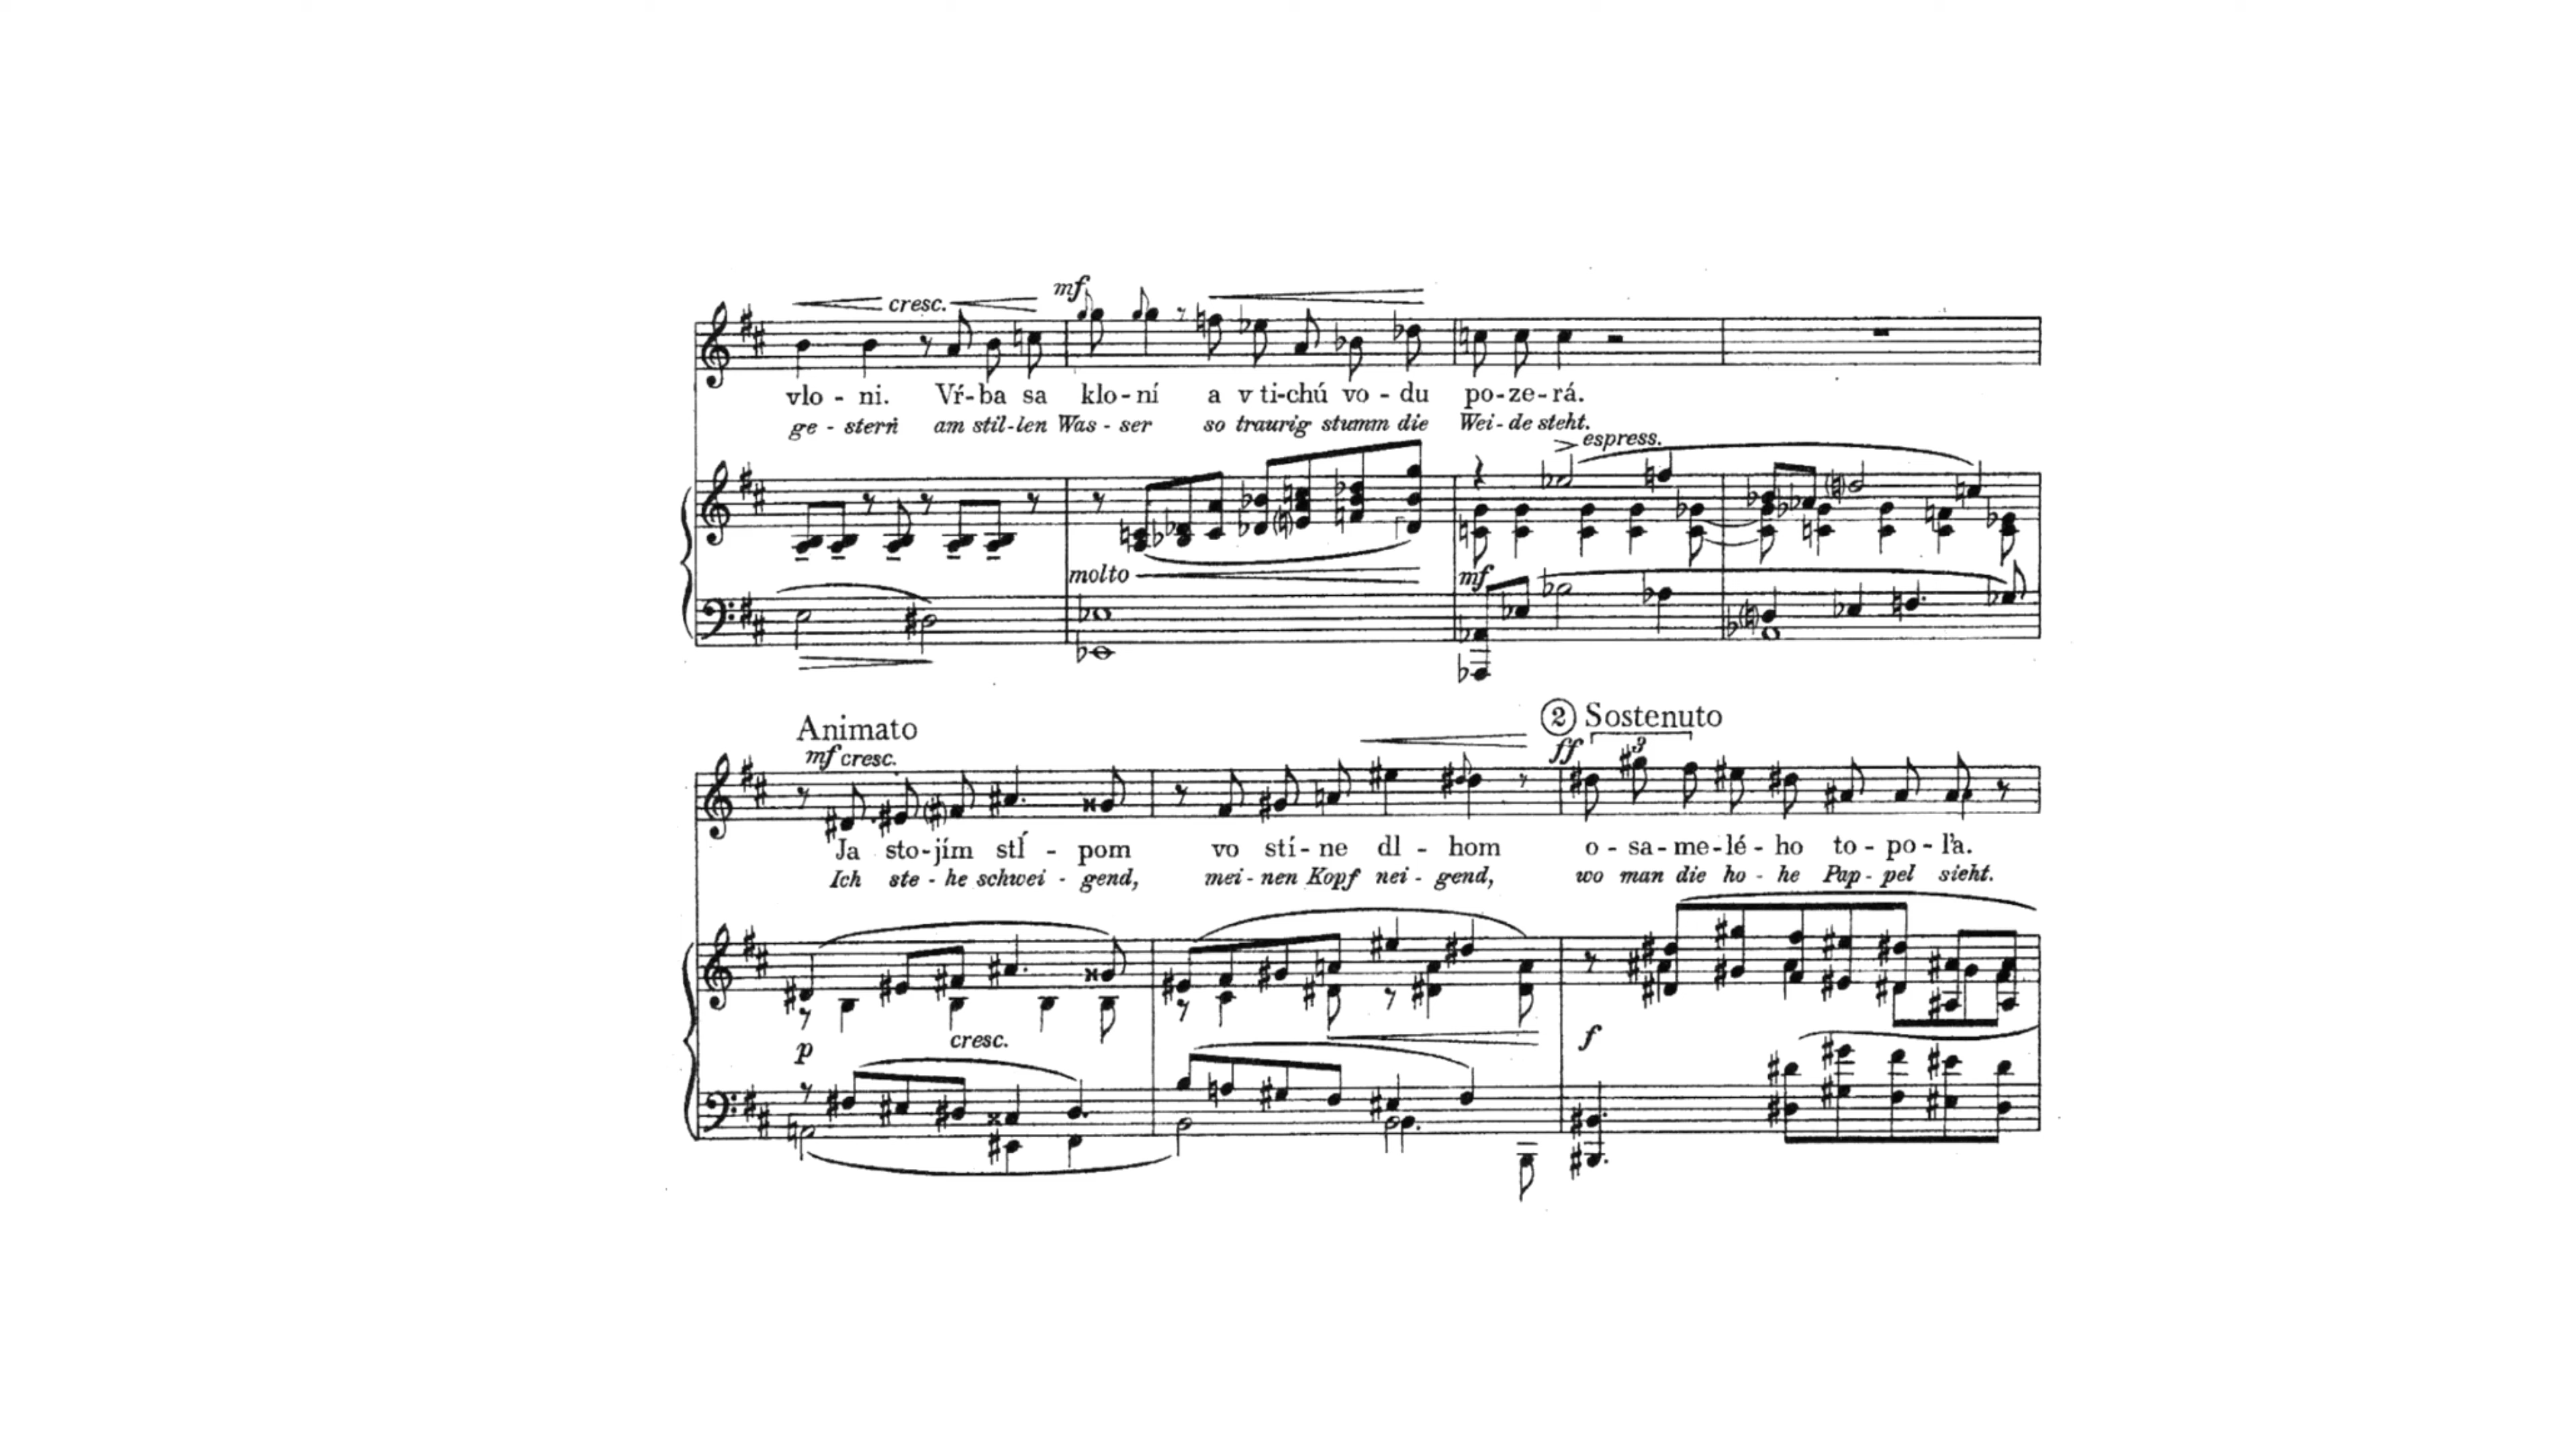 cresc. mf
vlo - ni. Vŕ-ba sa klo-ní a v ti-chú vo - du po-ze-rá.
ge - stern am stil-len Was - ser so traurig stumm die Wei-de steht.
espress.
molto mf
Animato ② Sostenuto
mf cresc. ff 3
Ja sto-jím stĺ - pom vo stí-ne dl - hom o-sa-me-lé-ho to-po-ľa.
Ich ste-he schwei-gend, mei-nen Kopf nei-gend, wo man die ho-he Pap-pel sieht.
p cresc. f